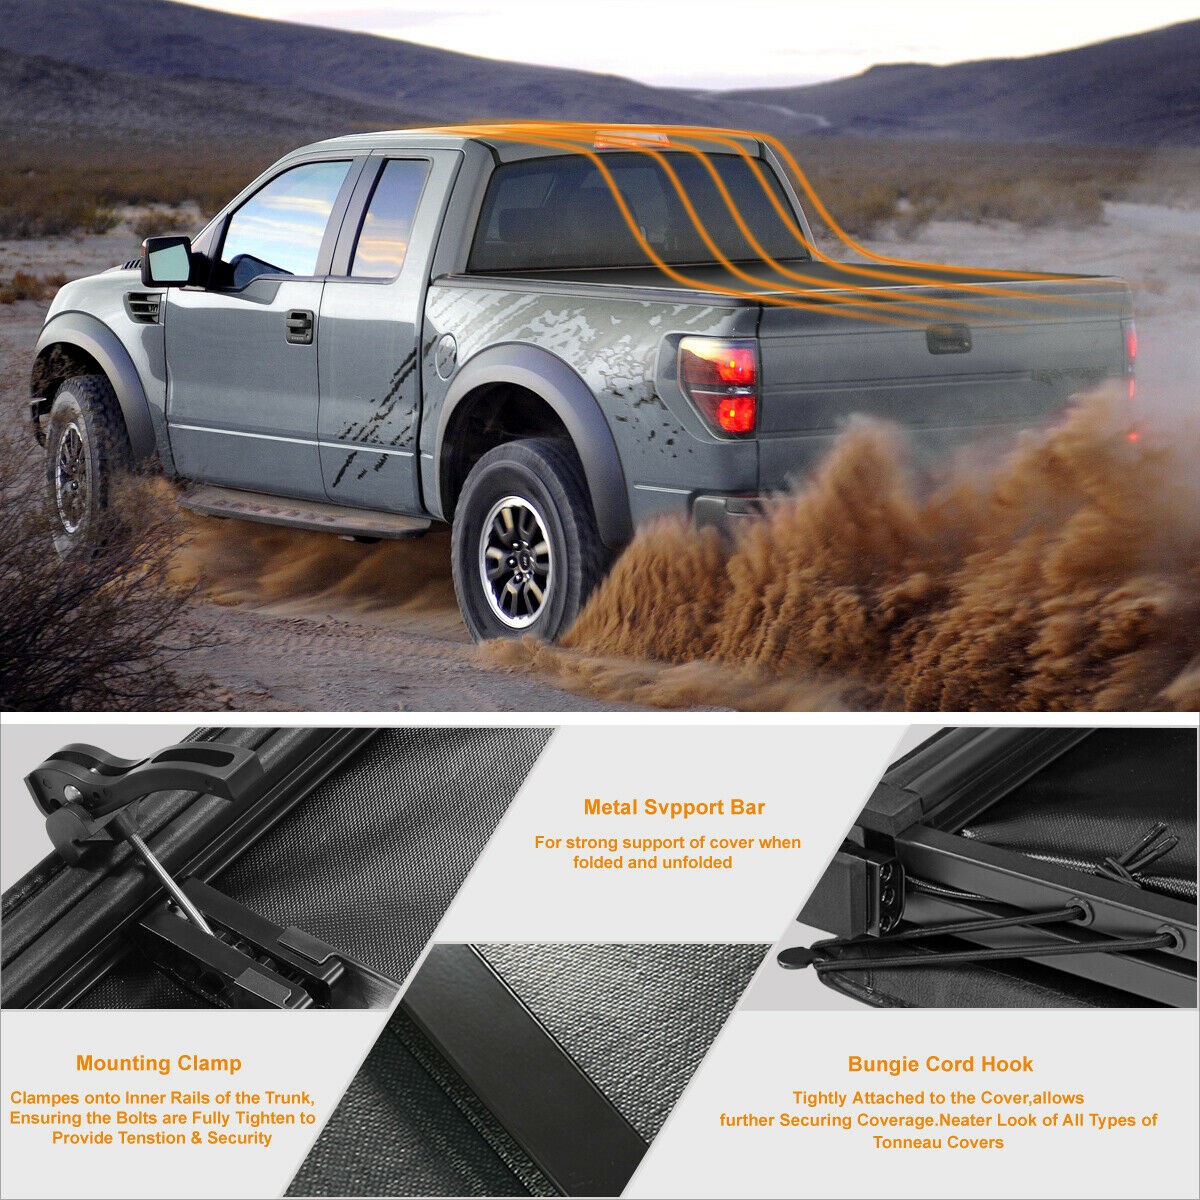 Metal Svpport Bar
For strong support of cover when
folded and unfolded
Mounting Clamp
Clampes onto Inner Rails of the Trunk,
Ensuring the Bolts are Fully Tighten to
Provide Tenstion & Security
Bungie Cord Hook
Tightly Attached to the Cover,allows
further Securing Coverage.Neater Look of All Types of
Tonneau Covers